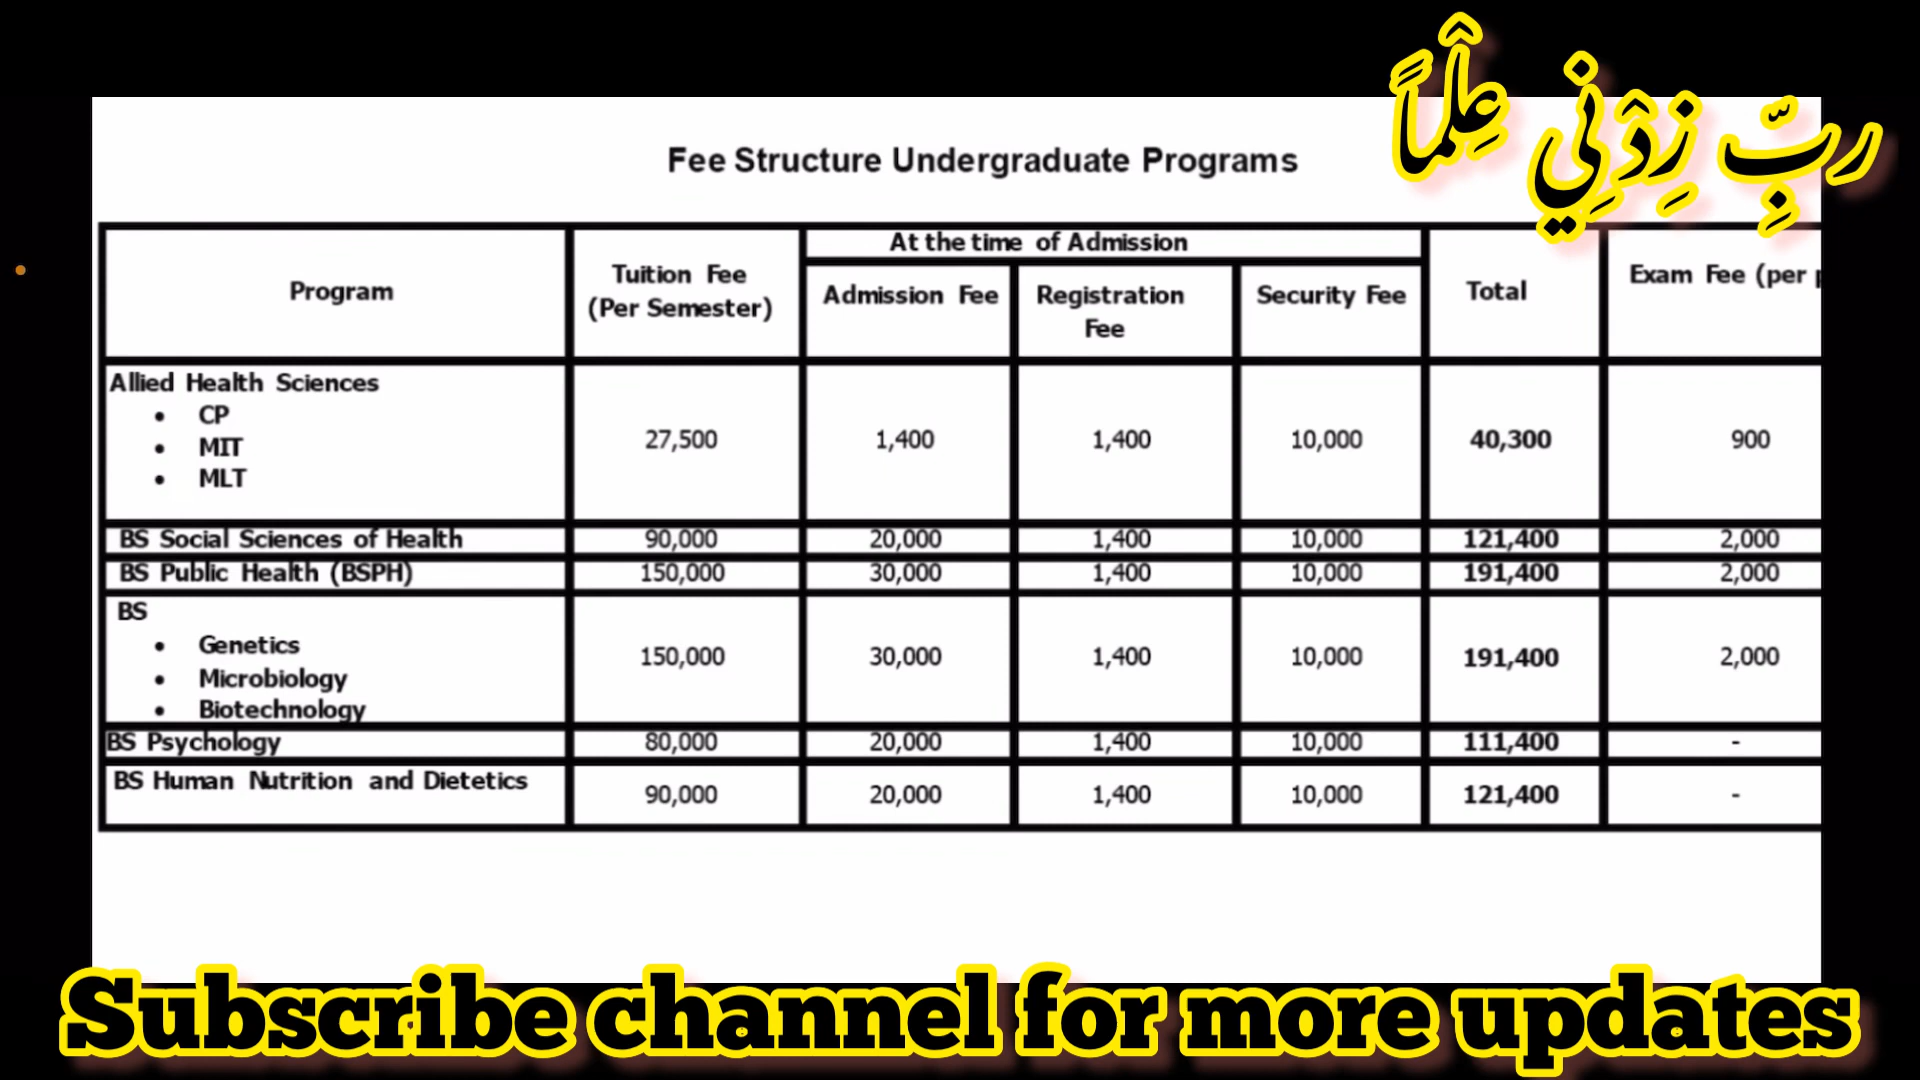 رَبِّ زِدْنِي عِلْمًا
Fee Structure Undergraduate Programs
Program
Tuition Fee
(Per Semester)
At the time of Admission
Admission Fee
Registration
Fee
Security Fee
Total
Exam Fee (per
Allied Health Sciences
• CP
• MIT
• MLT
27,500 1,400 1,400 10,000 40,300 900
BS Social Sciences of Health 90,000 20,000 1,400 10,000 121,400 2,000
BS Public Health (BSPH) 150,000 30,000 1,400 10,000 191,400 2,000
BS
• Genetics
• Microbiology
• Biotechnology
150,000 30,000 1,400 10,000 191,400 2,000
BS Psychology 80,000 20,000 1,400 10,000 111,400 -
BS Human Nutrition and Dietetics 90,000 20,000 1,400 10,000 121,400 -
Subscribe channel for more updates